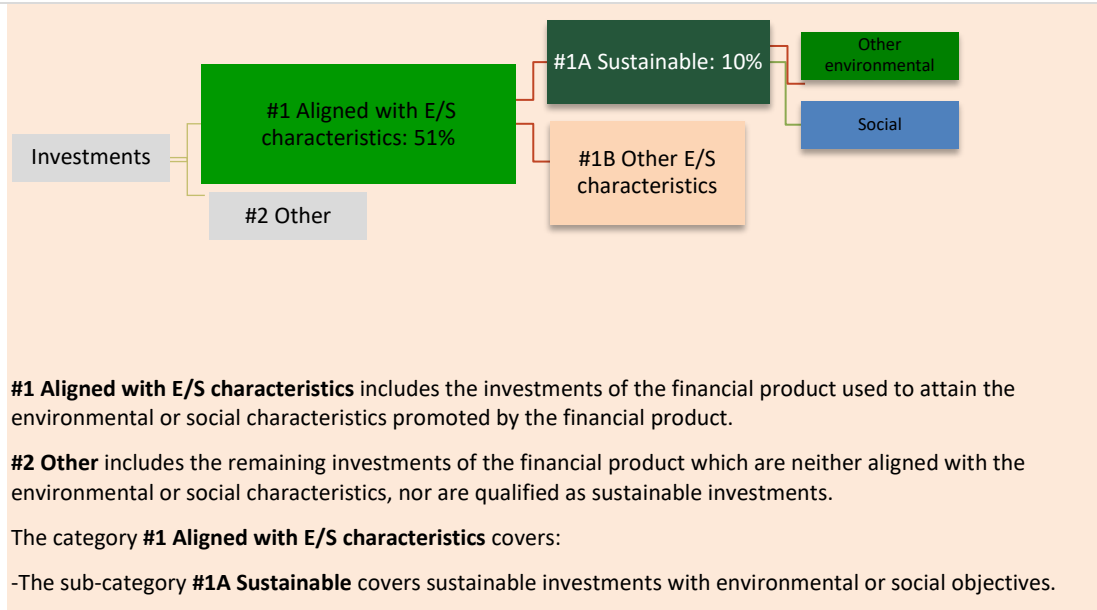 Investments
#1 Aligned with E/S
characteristics: 51%
#2 Other
#1A Sustainable: 10%
#1B Other E/S
characteristics
Other
environmental
Social
#1 Aligned with E/S characteristics includes the investments of the financial product used to attain the
environmental or social characteristics promoted by the financial product.
#2 Other includes the remaining investments of the financial product which are neither aligned with the
environmental or social characteristics, nor are qualified as sustainable investments.
The category #1 Aligned with E/S characteristics covers:
-The sub-category #1A Sustainable covers sustainable investments with environmental or social objectives.